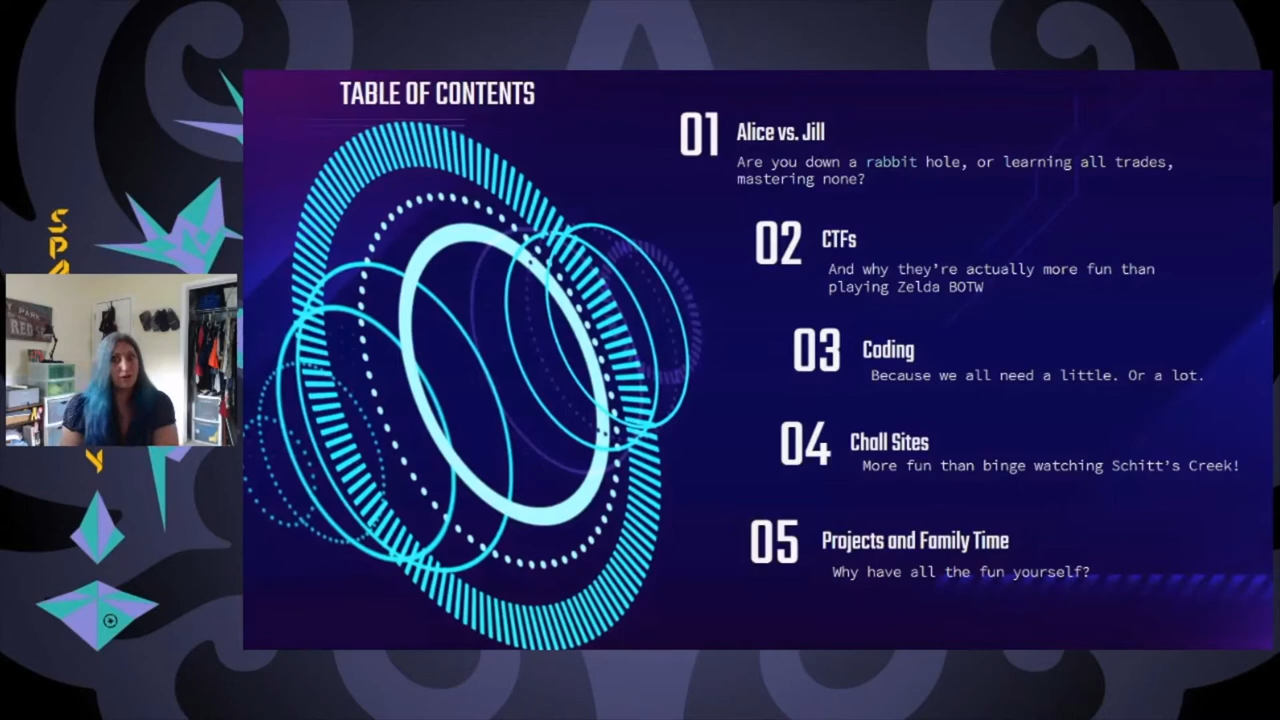 TABLE OF CONTENTS
01
Alice vs. Jill
Are you down a rabbit hole, or learning all trades,
mastering none?
02
CTFs
And why they're actually more fun than
playing Zelda BOTW
03
Coding
Because we all need a little. Or a lot.
04
Chall Sites
More fun than binge watching Schitt's Creek!
05
Projects and Family Time
Why have all the fun yourself?